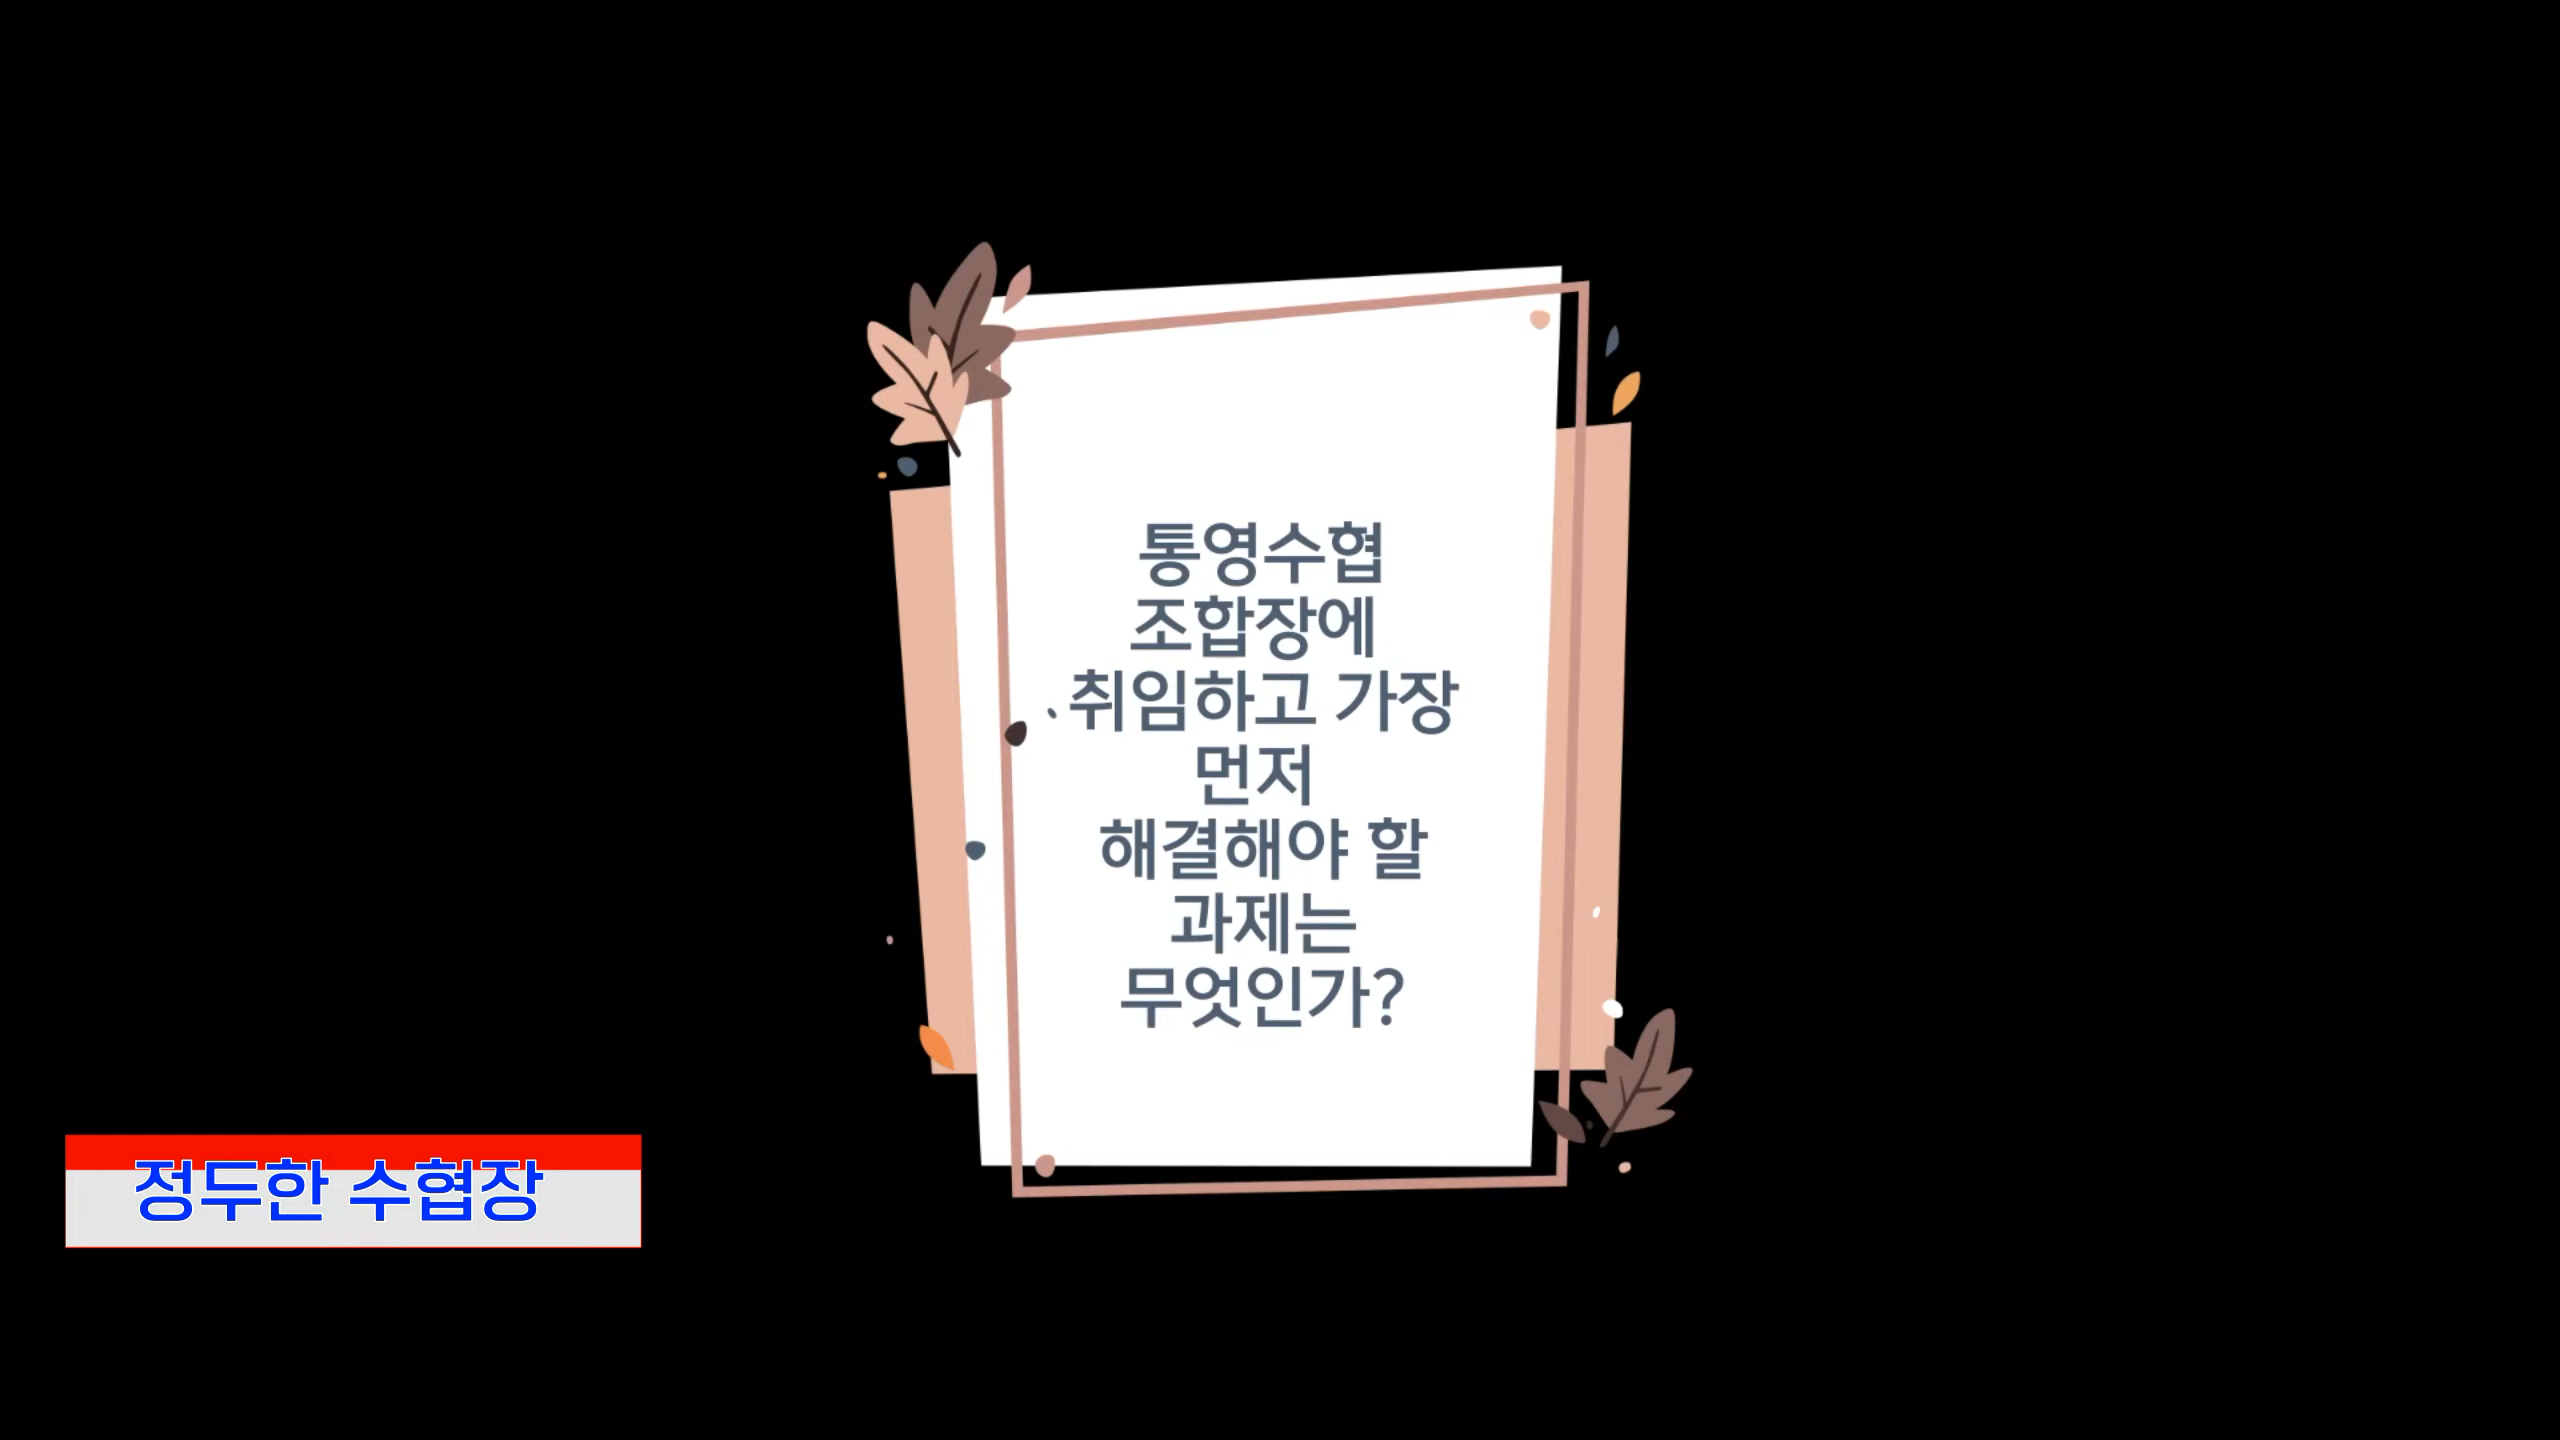 통영수협
조합장에
취임하고 가장
먼저
해결해야 할
과제는
무엇인가?
정두한 수협장